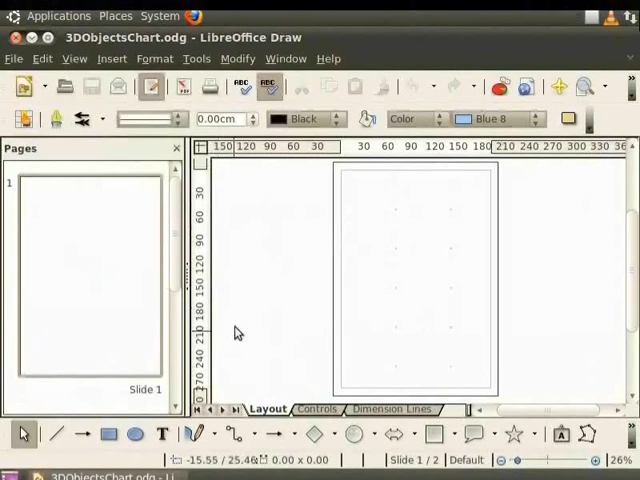 Applications Places System
3DObjectsChart.odg - LibreOffice Draw
File Edit View Insert Format Tools Modify Window Help
ABC ABC
0.00cm Black Color Blue 8
Pages
150 120 90 60 30 30 60 90 120 150 180 210 240 270 300 330
1
30
60
90
120
150
180
210
240
270
Slide 1
Layout Controls Dimension Lines
T A
-15.55 / 25.46 0.00 x 0.00 Slide 1 / 2 Default 26%
3DObjectsChart.odg - Li